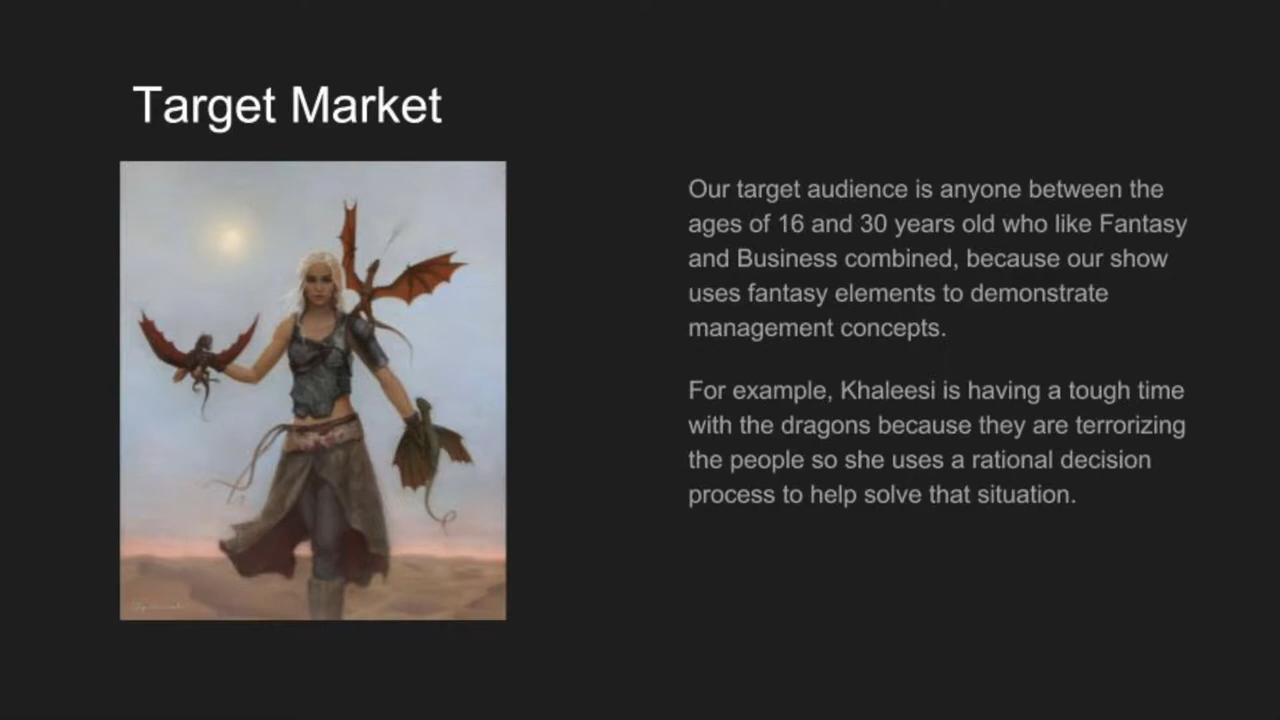 Target Market
Our target audience is anyone between the
ages of 16 and 30 years old who like Fantasy
and Business combined, because our show
uses fantasy elements to demonstrate
management concepts.
For example, Khaleesi is having a tough time
with the dragons because they are terrorizing
the people so she uses a rational decision
process to help solve that situation.